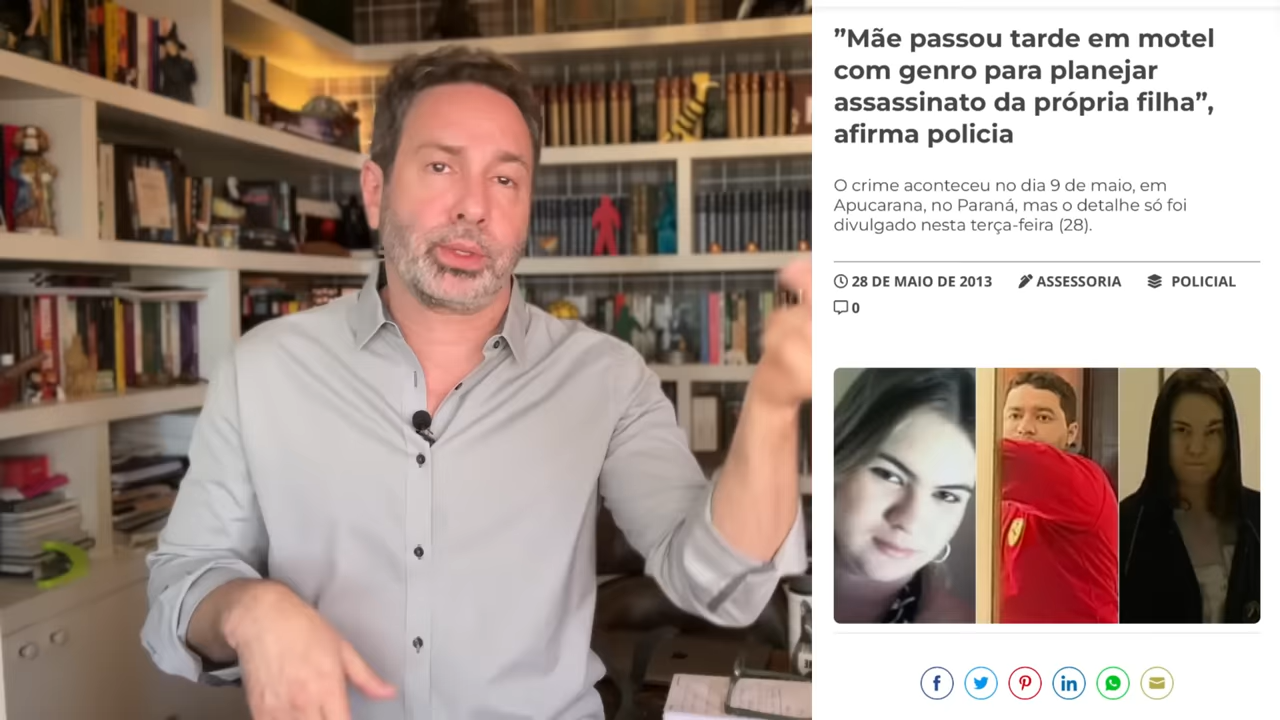 ”Mãe passou tarde em motel
com genro para planejar
assassinato da própria filha”,
afirma policia
O crime aconteceu no dia 9 de maio, em
Apucarana, no Paraná, mas o detalhe só foi
divulgado nesta terça-feira (28).
28 DE MAIO DE 2013 ASSESSORIA POLICIAL
0